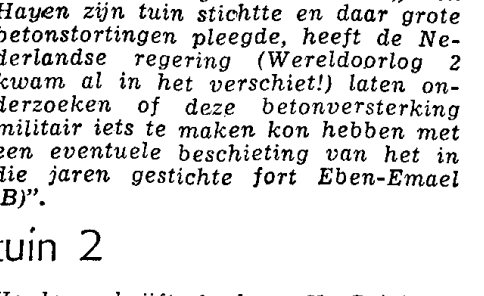 Hayen zijn tuin stichtte en daar grote
betonstortingen pleegde, heeft de Ne-
derlandse regering (Wereldoorlog 2
kwam al in het verschiet!) laten on-
derzoeken of deze betonversterking
militair iets te maken kon hebben met
een eventuele beschieting van het in
die jaren gestichte fort Eben-Emael
(B)".
tuin 2